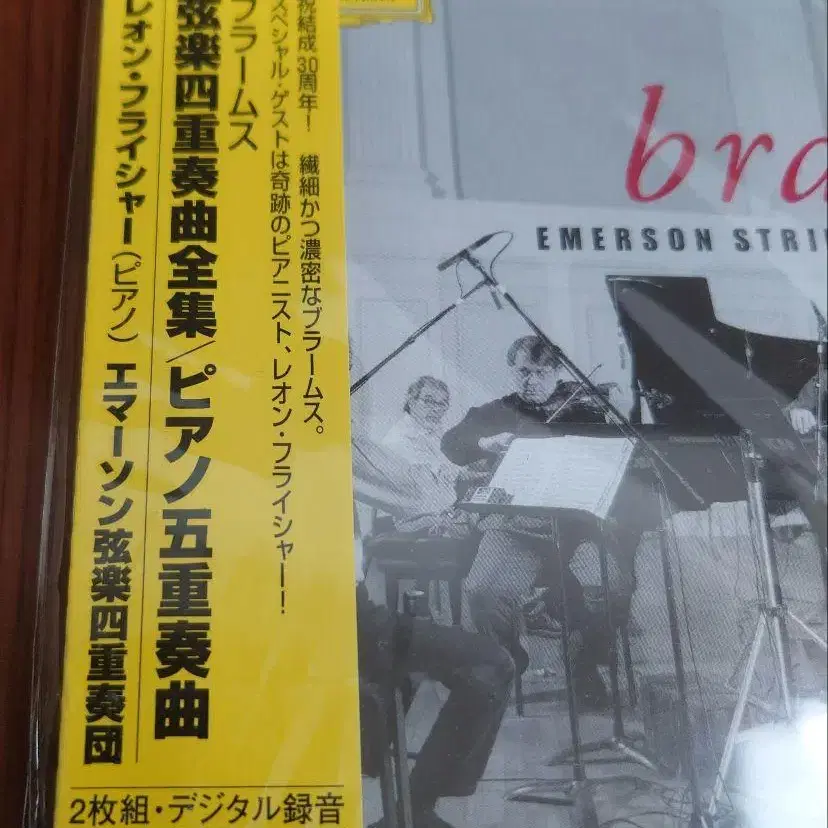 祝結成30周年! 繊細かつ濃密なブラームス。
スペシャル・ゲストは奇跡のピアニスト、レオン・フライシャー!
ブラームス
弦楽四重奏曲全集/ピアノ五重奏曲
レオン・フライシャー(ピアノ) エマーソン弦楽四重奏団
2枚組・デジタル録音
bra
EMERSON STRI